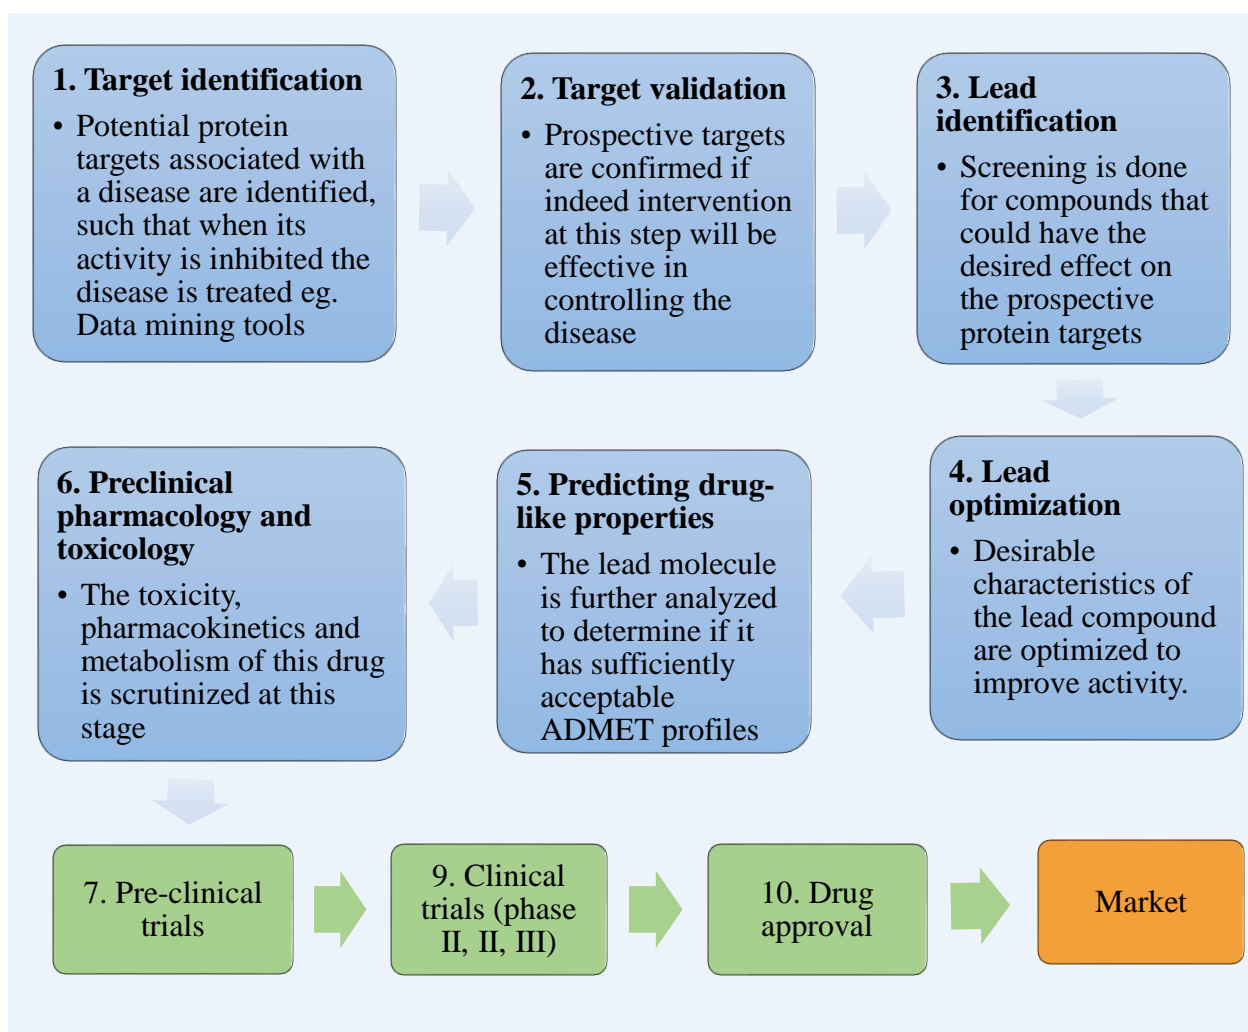 1. Target identification
• Potential protein
targets associated with
a disease are identified,
such that when its
activity is inhibited the
disease is treated eg.
Data mining tools
2. Target validation
• Prospective targets
are confirmed if
indeed intervention
at this step will be
effective in
controlling the
disease
3. Lead
identification
• Screening is done
for compounds that
could have the
desired effect on
the prospective
protein targets
4. Lead
optimization
• Desirable
characteristics of
the lead compound
are optimized to
improve activity.
5. Predicting drug-
like properties
• The lead molecule
is further analyzed
to determine if it
has sufficiently
acceptable
ADMET profiles
6. Preclinical
pharmacology and
toxicology
• The toxicity,
pharmacokinetics and
metabolism of this drug
is scrutinized at this
stage
7. Pre-clinical
trials
9. Clinical
trials (phase
II, II, III)
10. Drug
approval
Market